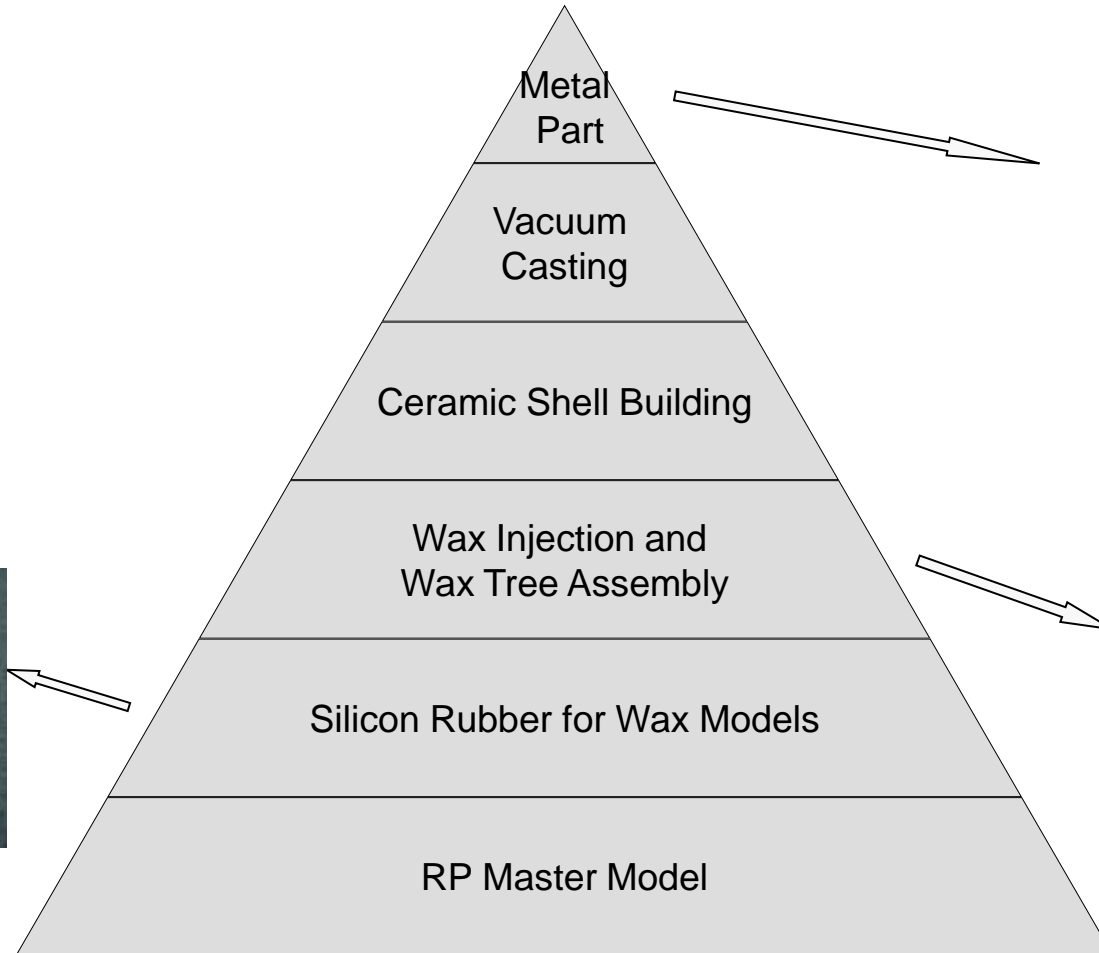 Metal
Part
Vacuum
Casting
Ceramic Shell Building
Wax Injection and
Wax Tree Assembly
Silicon Rubber for Wax Models
RP Master Model